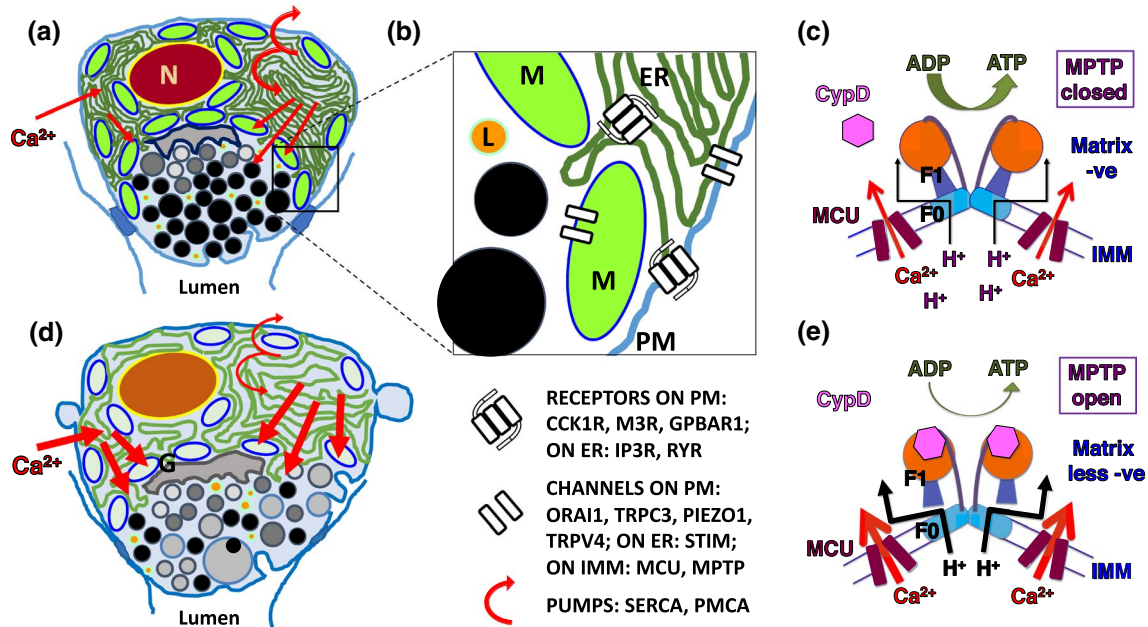 (a)
N
Ca²⁺
Lumen
(b)
M
ER
L
M
PM
RECEPTORS ON PM:
CCK1R, M3R, GPBAR1;
ON ER: IP3R, RYR
CHANNELS ON PM:
ORAI1, TRPC3, PIEZO1,
TRPV4; ON ER: STIM;
ON IMM: MCU, MPTP
PUMPS: SERCA, PMCA
(c)
ADP ATP
MPTP
closed
CypD
Matrix
-ve
F1
F0
MCU
IMM
H⁺ H⁺
Ca²⁺ Ca²⁺
H⁺ H⁺
(d)
Ca²⁺
G
Lumen
(e)
ADP ATP
MPTP
open
CypD
Matrix
less -ve
F1
F0
MCU
H⁺ H⁺
IMM
Ca²⁺ Ca²⁺